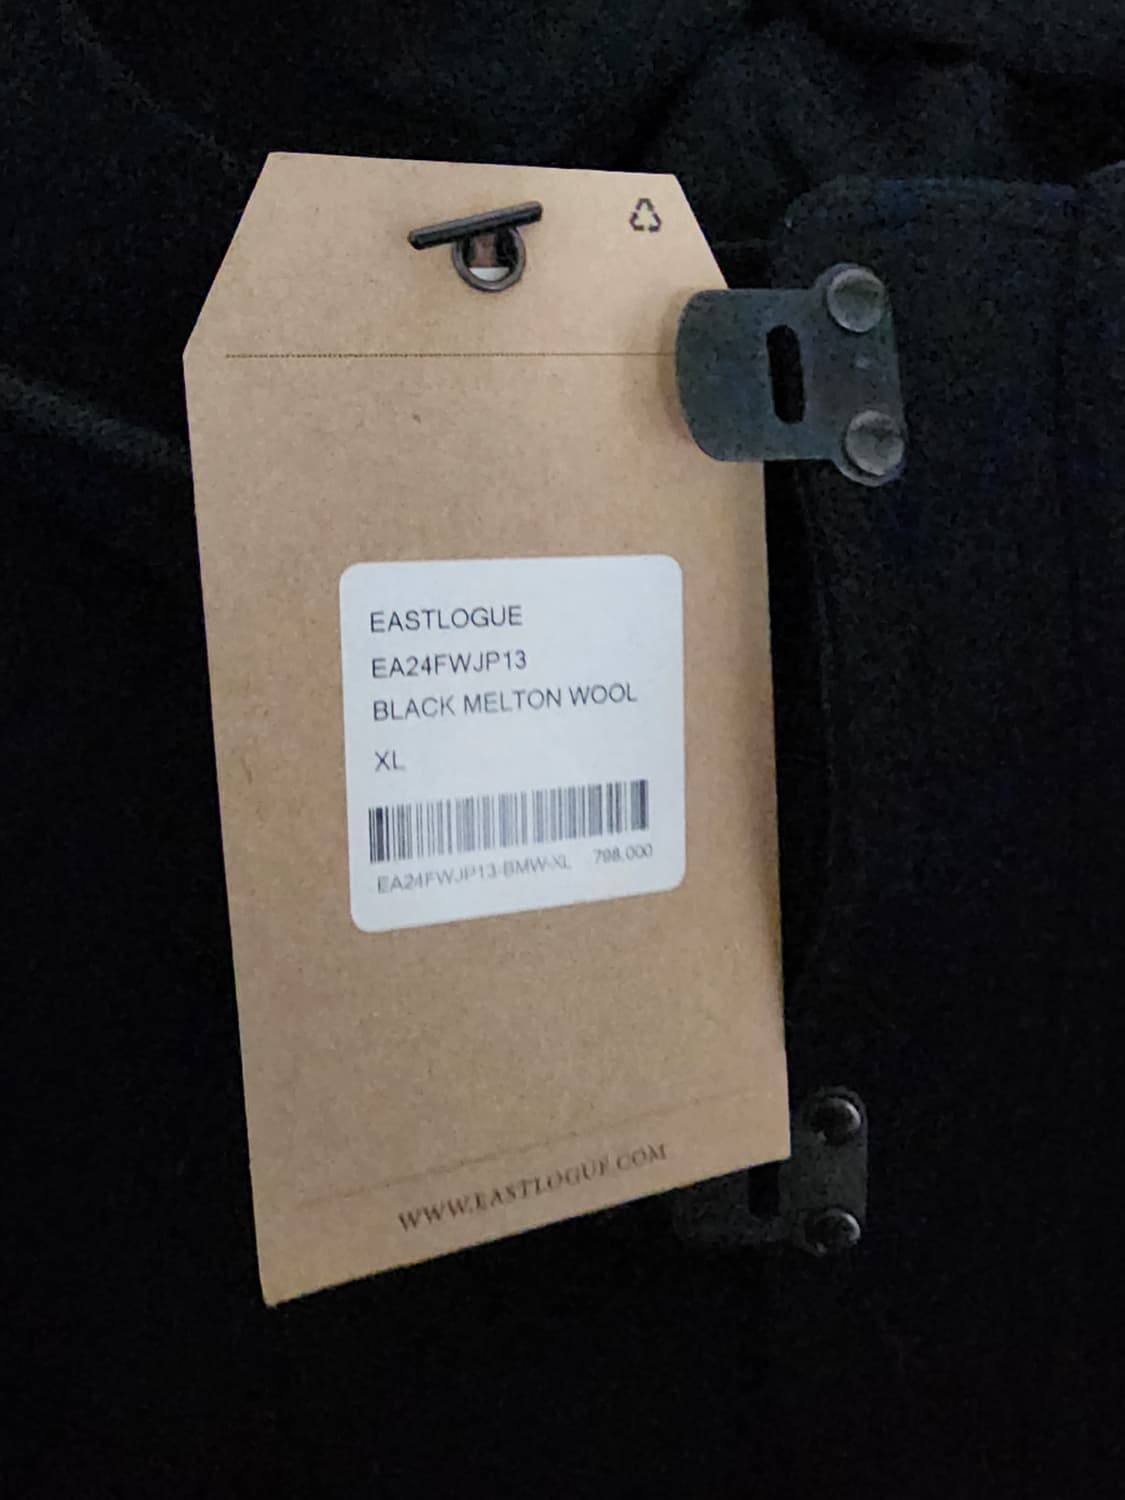 EASTLOGUE
EA24FWJP13
BLACK MELTON WOOL
XL
EA24FWJP13-BMW-XL 798,000
WWW.EASTLOGUE.COM